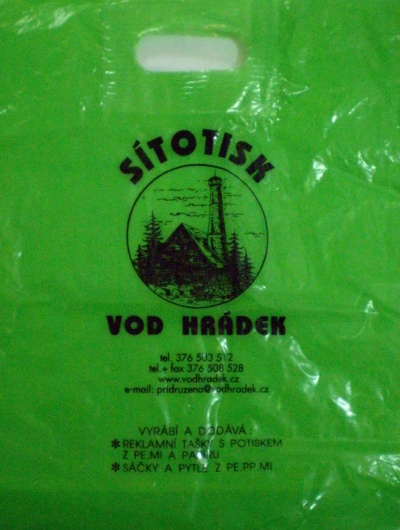 SÍTOTISK
VOD HRÁDEK
tel. 376 503 512
tel.+ fax 376 508 528
www.vodhradek.cz
e-mail: pridruzena@vodhradek.cz
VYRÁBÍ A DODÁVÁ :
* REKLAMNÍ TAŠKY S POTISKEM
Z PE,MI A PAPÍRU
* SÁČKY A PYTLE Z PE,PP,MI